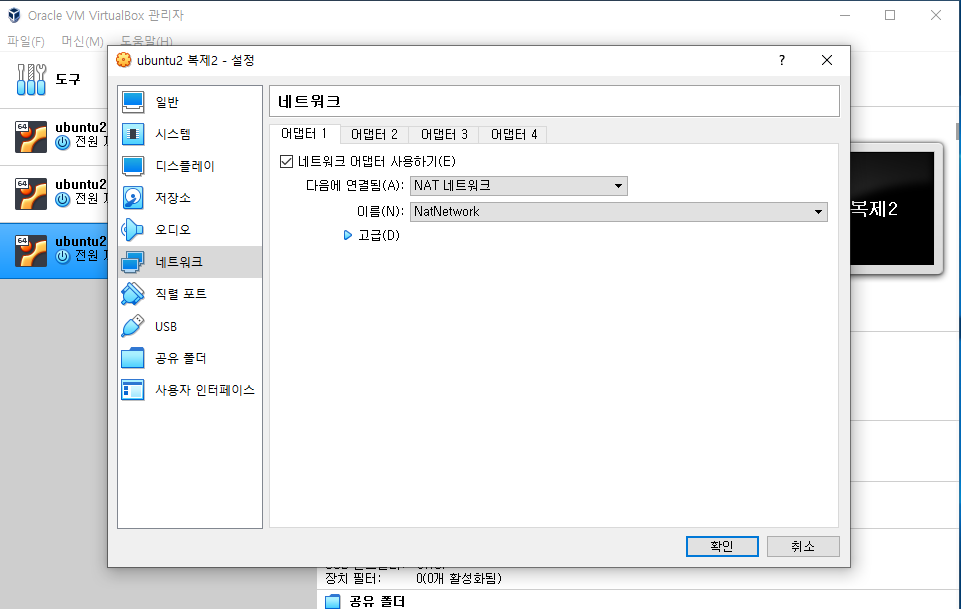 Oracle VM VirtualBox 관리자
파일(F) 머신(M) 도움말(H)
ubuntu2 복제2 - 설정
?
도구
64
ubuntu2
전원
64
ubuntu2
전원
64
ubuntu2
전원
일반
시스템
디스플레이
저장소
오디오
네트워크
직렬 포트
USB
공유 폴더
사용자 인터페이스
네트워크
어댑터 1 어댑터 2 어댑터 3 어댑터 4
네트워크 어댑터 사용하기(E)
다음에 연결됨(A): NAT 네트워크
이름(N): NatNetwork
고급(D)
복제2
확인 취소
장치 필터: 0(0개 활성화됨)
공유 폴더